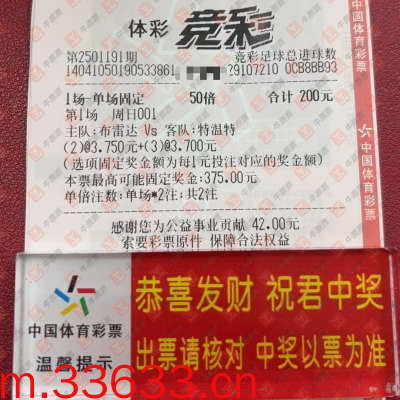 体彩 竞彩
第2501191期 竞彩足球总进球数
14041050190533861 29107210 0CB88B93
1场-单场固定 50倍 合计 200元
第1场 周日001
主队:布雷达 Vs 客队:特温特
(2)@3.750元+(3)@3.700元
(选项固定奖金额为每1元投注对应的奖金额)
本票最高可能固定奖金:375.00元
单倍注数:单场*2注;共2注
感谢您为公益事业贡献 42.00元
索要彩票原件 保障合法权益
中国体育彩票
中国体育彩票
恭喜发财 祝君中奖
中国体育彩票
温馨提示
出票请核对 中奖以票为准
m.33633.cn